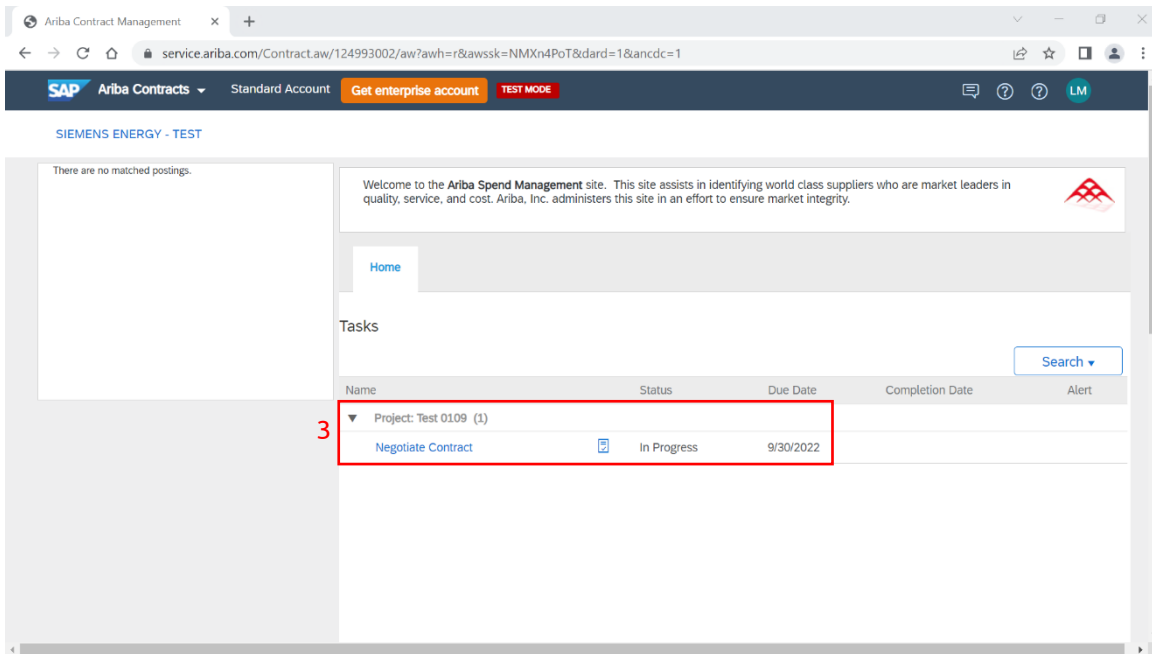 Ariba Contract Management
service.ariba.com/Contract.aw/124993002/aw?awh=r&awssk=NMXn4PoT&dard=1&ancdc=1
SAP Ariba Contracts Standard Account Get enterprise account TEST MODE LM
SIEMENS ENERGY - TEST
There are no matched postings.
Welcome to the Ariba Spend Management site. This site assists in identifying world class suppliers who are market leaders in
quality, service, and cost. Ariba, Inc. administers this site in an effort to ensure market integrity.
Home
Tasks
Search
Name Status Due Date Completion Date Alert
3
Project: Test 0109 (1)
Negotiate Contract In Progress 9/30/2022